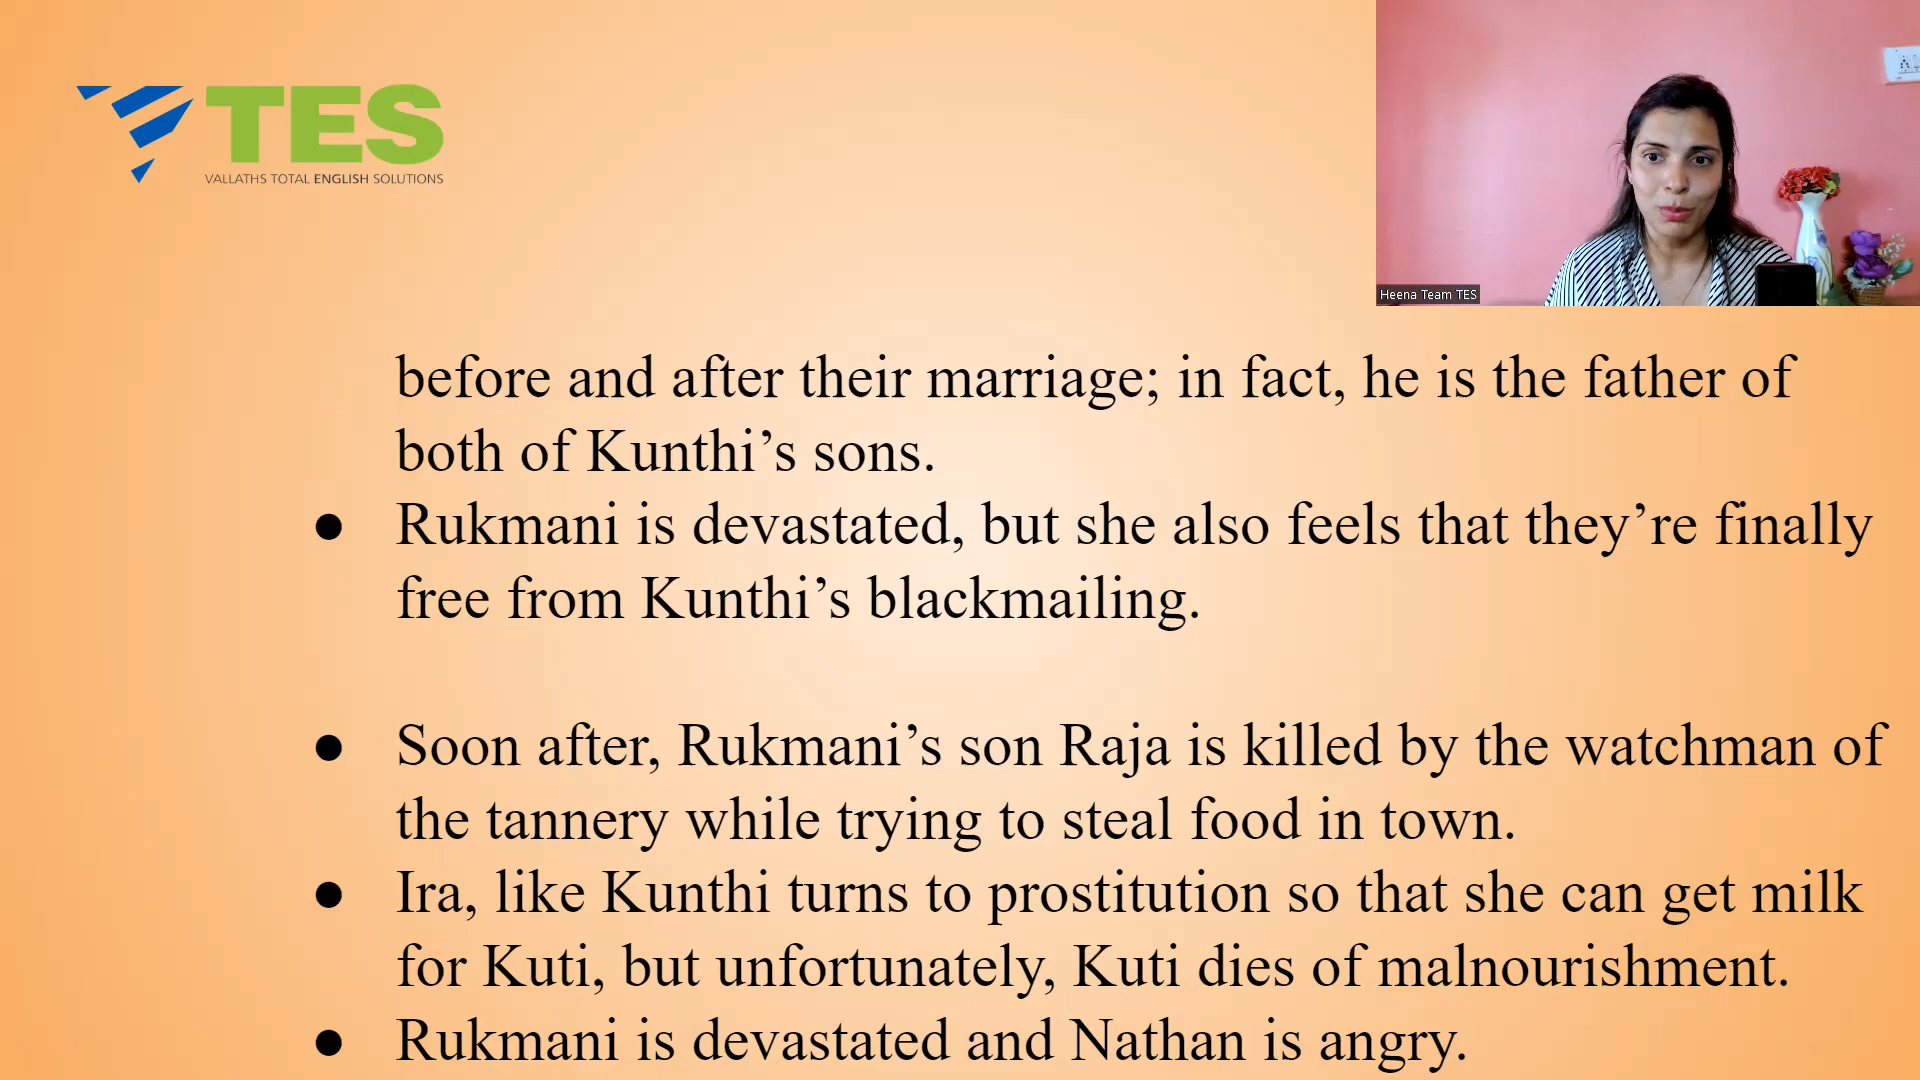 TES
VALLATHS TOTAL ENGLISH SOLUTIONS
Heena Team TES
before and after their marriage; in fact, he is the father of
both of Kunthi’s sons.
● Rukmani is devastated, but she also feels that they’re finally
free from Kunthi’s blackmailing.
● Soon after, Rukmani’s son Raja is killed by the watchman of
the tannery while trying to steal food in town.
● Ira, like Kunthi turns to prostitution so that she can get milk
for Kuti, but unfortunately, Kuti dies of malnourishment.
● Rukmani is devastated and Nathan is angry.